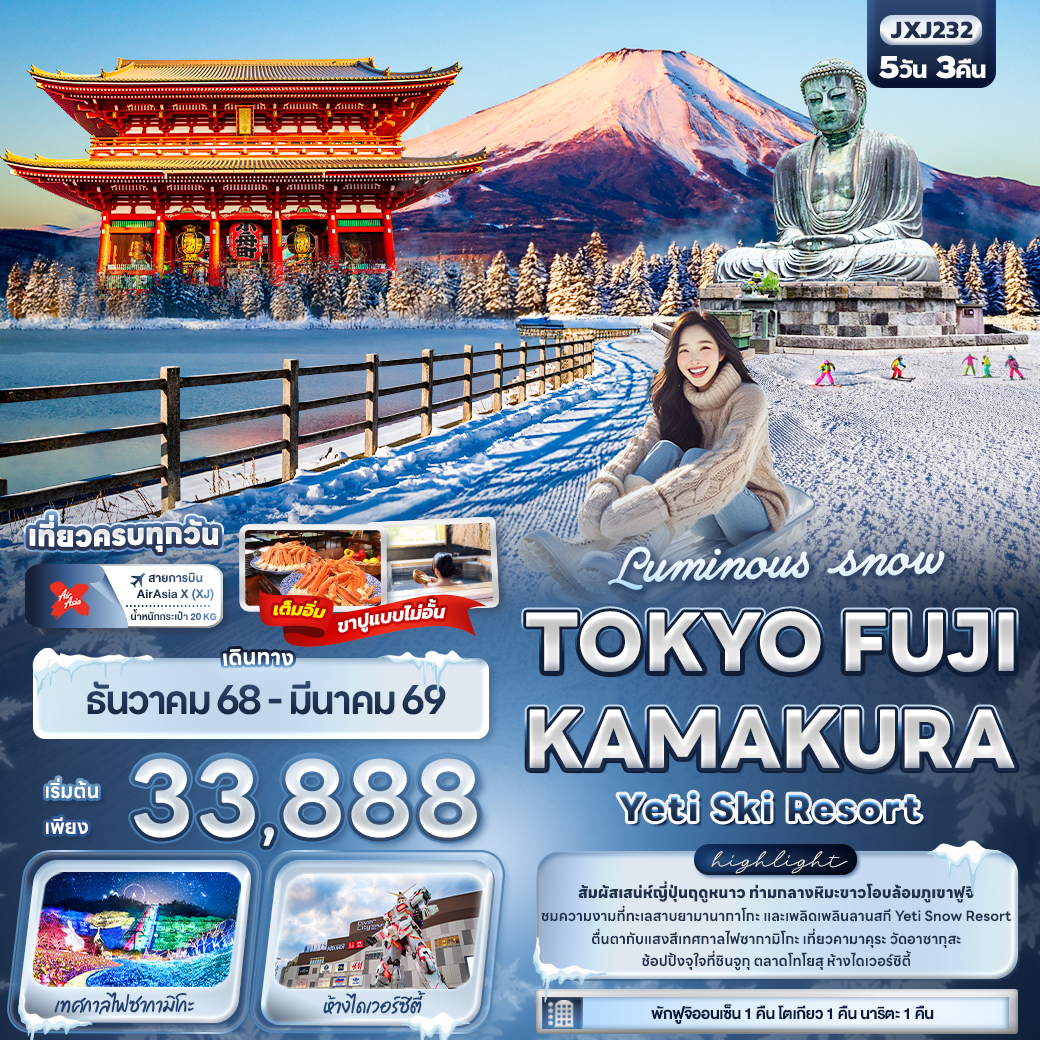 JXJ232
5วัน 3คืน
小舟町
เที่ยวครบทุกวัน
Air
Asia
สายการบิน
AirAsia X (XJ)
น้ำหนักกระเป๋า 20 KG
เต็มอิ่ม ขาปูแบบไม่อั้น
เดินทาง
ธันวาคม 68 - มีนาคม 69
เริ่มต้น
เพียง
33,888
เทศกาลไฟซากามิโกะ
ห้างไดเวอร์ซิตี้
Luminous snow
TOKYO FUJI
KAMAKURA
Yeti Ski Resort
highlight
สัมผัสเสน่ห์ญี่ปุ่นฤดูหนาว ท่ามกลางหิมะขาวโอบล้อมภูเขาฟูจิ
ชมความงามที่ทะเลสาบยามานากาโกะ และเพลิดเพลินลานสกี Yeti Snow Resort
ตื่นตากับแสงสีเทศกาลไฟซากามิโกะ เที่ยวคามาคุระ วัดอาซากุสะ
ช้อปปิ้งจุใจที่ชินจูกุ ตลาดโทโยสุ ห้างไดเวอร์ซิตี้
พักฟูจิออนเซ็น 1 คืน โตเกียว 1 คืน นาริตะ 1 คืน